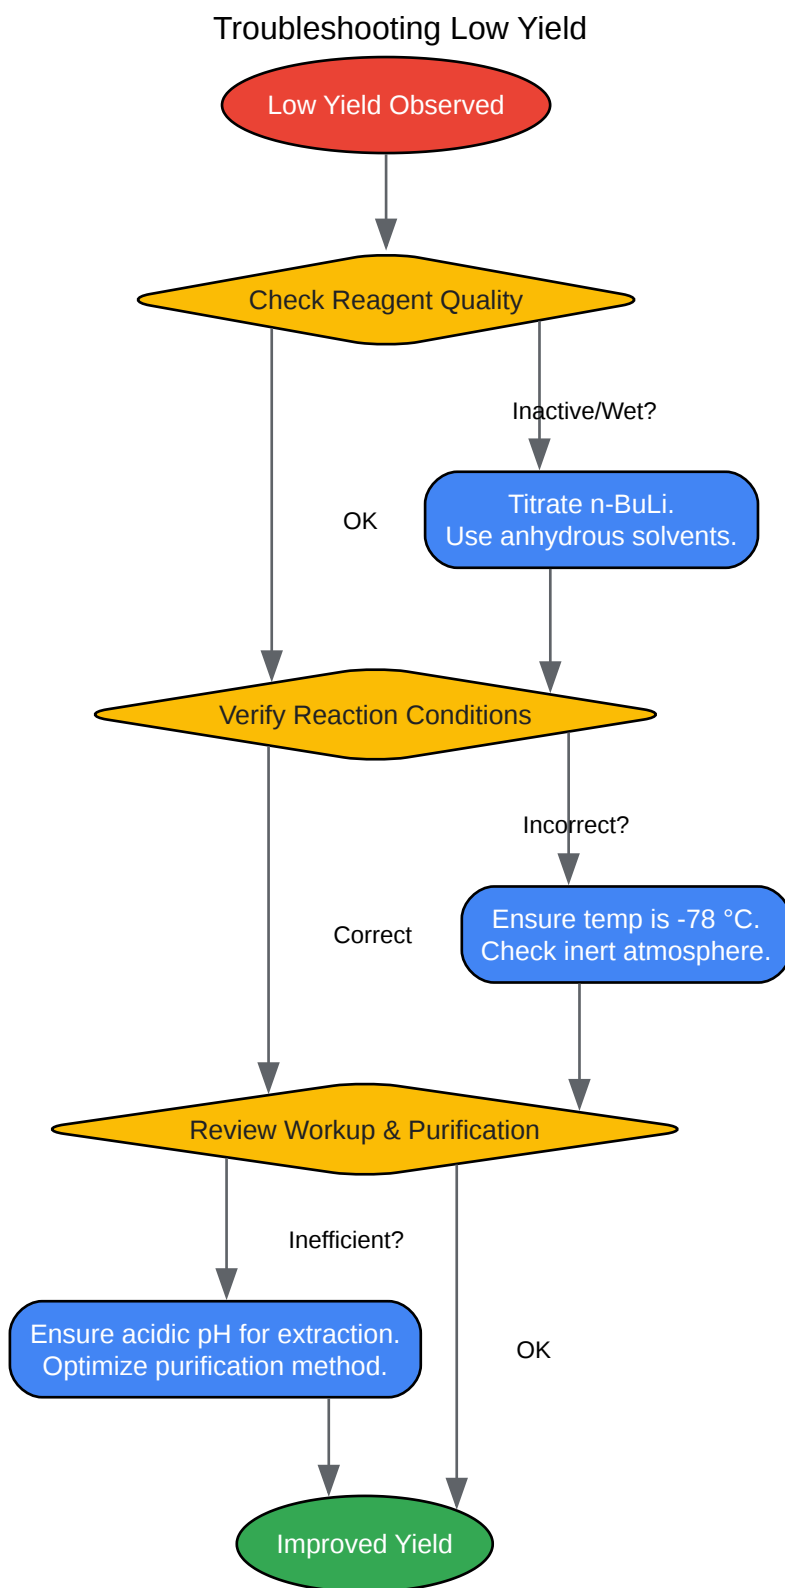 Troubleshooting Low Yield
Low Yield Observed
Check Reagent Quality
Inactive/Wet?
Titrate n-BuLi.
Use anhydrous solvents.
OK
Verify Reaction Conditions
Incorrect?
Ensure temp is -78 °C.
Check inert atmosphere.
Correct
Review Workup & Purification
Inefficient?
Ensure acidic pH for extraction.
Optimize purification method.
OK
Improved Yield